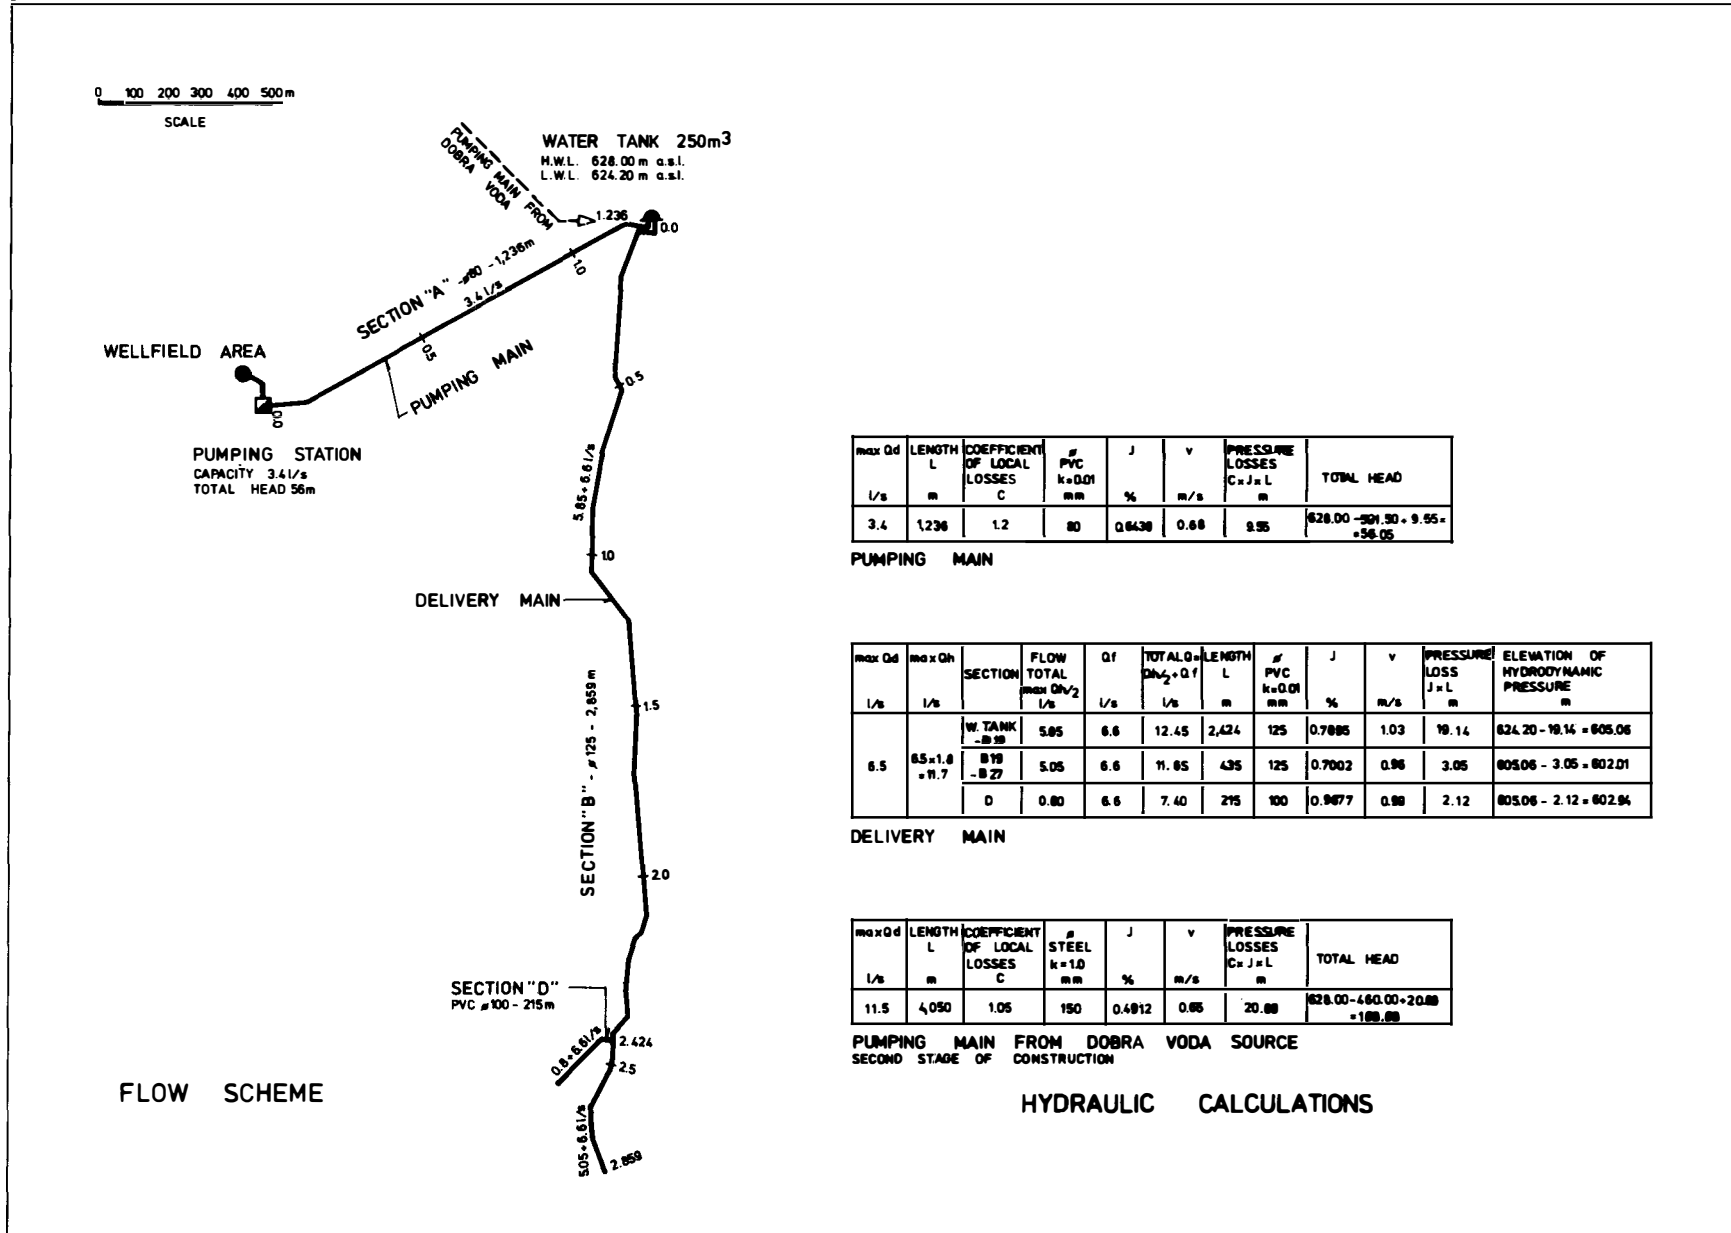 0 100 200 300 400 500m
SCALE
PUMPING MAIN FROM
DOBRA VODA
WATER TANK 250m3
H.W.L. 628.00 m a.s.l.
L.W.L. 624.20 m a.s.l.
1.236
0.0
1.0
SECTION "A" - ø80 - 1,236m
3.4 l/s
0.5
PUMPING MAIN
WELLFIELD AREA
0.0
PUMPING STATION
CAPACITY 3.4 l/s
TOTAL HEAD 56m
0.5
5.85 + 6.6 l/s
1.0
DELIVERY MAIN
1.5
SECTION "B" - ø125 - 2,859m
2.0
SECTION "D"
PVC ø100 - 215m
0.8 + 6.6 l/s
2.424
2.5
5.05 + 6.6 l/s
2.859
FLOW SCHEME
max Qd l/s | LENGTH L m | COEFFICIENT OF LOCAL LOSSES C | ø PVC k=0.01 mm | J % | v m/s | PRESSURE LOSSES C×J×L m | TOTAL HEAD
3.4 | 1,236 | 1.2 | 80 | 0.6438 | 0.68 | 9.55 | 628.00 - 581.50 + 9.55 = = 56.05
PUMPING MAIN
max Qd l/s | max Qh l/s | SECTION | FLOW TOTAL max Qh/2 l/s | Qf l/s | TOTAL Q= Qh/2 + Qf l/s | LENGTH L m | ø PVC k=0.01 mm | J % | v m/s | PRESSURE LOSS J×L m | ELEVATION OF HYDRODYNAMIC PRESSURE m
6.5 | 6.5×1.8 = 11.7 | W. TANK - B19 | 5.85 | 6.6 | 12.45 | 2,424 | 125 | 0.7895 | 1.03 | 19.14 | 624.20 - 19.14 = 605.06
B19 - B27 | 5.05 | 6.6 | 11.65 | 435 | 125 | 0.7002 | 0.96 | 3.05 | 605.06 - 3.05 = 602.01
D | 0.80 | 6.6 | 7.40 | 215 | 100 | 0.9877 | 0.98 | 2.12 | 605.06 - 2.12 = 602.94
DELIVERY MAIN
max Qd l/s | LENGTH L m | COEFFICIENT OF LOCAL LOSSES C | ø STEEL k=1.0 mm | J % | v m/s | PRESSURE LOSSES C×J×L m | TOTAL HEAD
11.5 | 4,050 | 1.05 | 150 | 0.4912 | 0.65 | 20.88 | 628.00 - 460.00 + 20.88 = 188.88
PUMPING MAIN FROM DOBRA VODA SOURCE
SECOND STAGE OF CONSTRUCTION
HYDRAULIC CALCULATIONS